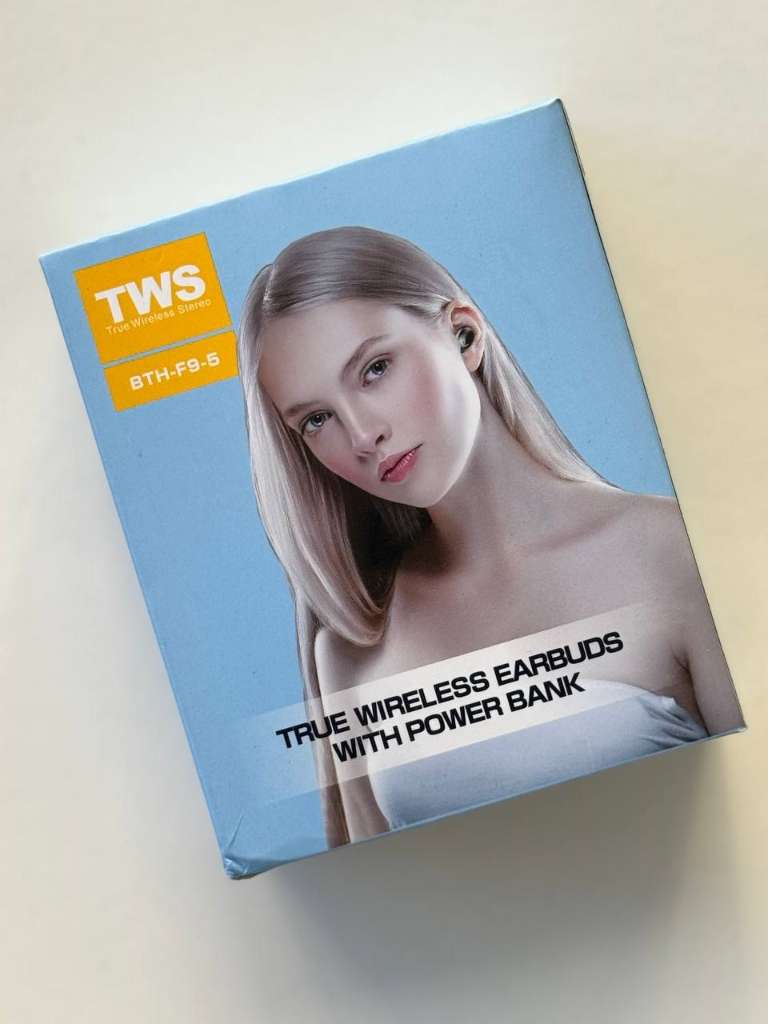 TWS
True Wireless Stereo
BTH-F9-5
TRUE WIRELESS EARBUDS
WITH POWER BANK